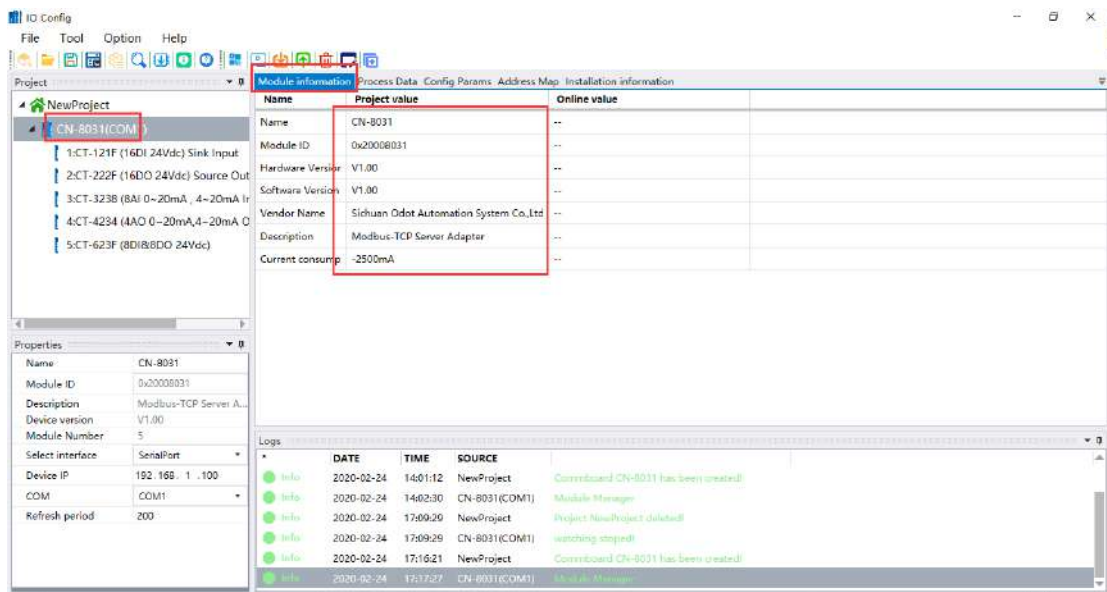 IO Config
File Tool Option Help
Project
NewProject
CN-8031(COM1)
1:CT-121F (16DI 24Vdc) Sink Input
2:CT-222F (16DO 24Vdc) Source Out
3:CT-3238 (8AI 0~20mA , 4~20mA In
4:CT-4234 (4AO 0~20mA,4~20mA O
5:CT-623F (8DI&8DO 24Vdc)
Properties
Name CN-8031
Module ID 0x20008031
Description Modbus-TCP Server A...
Device version V1.00
Module Number 5
Select interface SerialPort
Device IP 192.168. 1 .100
COM COM1
Refresh period 200
Module information Process Data Config Params Address Map Installation information
Name Project value Online value
Name CN-8031 --
Module ID 0x20008031 --
Hardware Version V1.00 --
Software Version V1.00 --
Vendor Name Sichuan Odot Automation System Co.,Ltd --
Description Modbus-TCP Server Adapter --
Current consump -2500mA --
Logs
* DATE TIME SOURCE
Info 2020-02-24 14:01:12 NewProject Commboard CN-8031 has been created!
Info 2020-02-24 14:02:30 CN-8031(COM1) Module Manager
Info 2020-02-24 17:09:29 NewProject Project NewProject deleted!
Info 2020-02-24 17:09:29 CN-8031(COM1) watching stoped!
Info 2020-02-24 17:16:21 NewProject Commboard CN-8031 has been created!
Info 2020-02-24 17:17:27 CN-8031(COM1) Module Manager